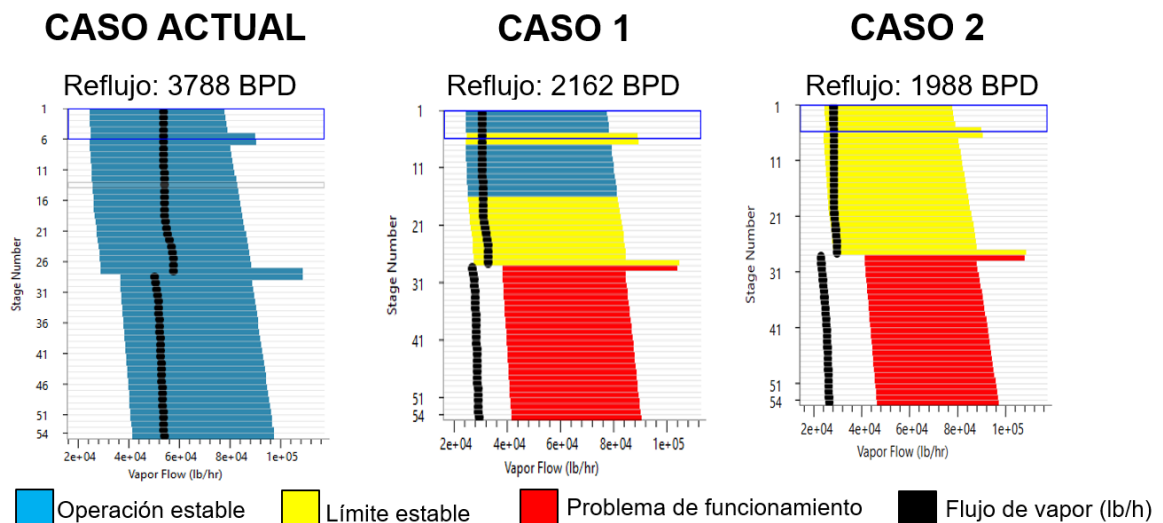 CASO ACTUAL
Reflujo: 3788 BPD
1
6
11
16
21
26
31
36
41
46
51
54
Stage Number
2e+04 4e+04 6e+04 8e+04 1e+05
Vapor Flow (lb/hr)
CASO 1
Reflujo: 2162 BPD
1
11
21
31
41
51
54
Stage Number
2e+04 4e+04 6e+04 8e+04 1e+05
Vapor Flow (lb/hr)
CASO 2
Reflujo: 1988 BPD
1
11
21
31
41
51
54
Stage Number
2e+04 4e+04 6e+04 8e+04 1e+05
Vapor Flow (lb/hr)
Operación estable
Límite estable
Problema de funcionamiento
Flujo de vapor (lb/h)